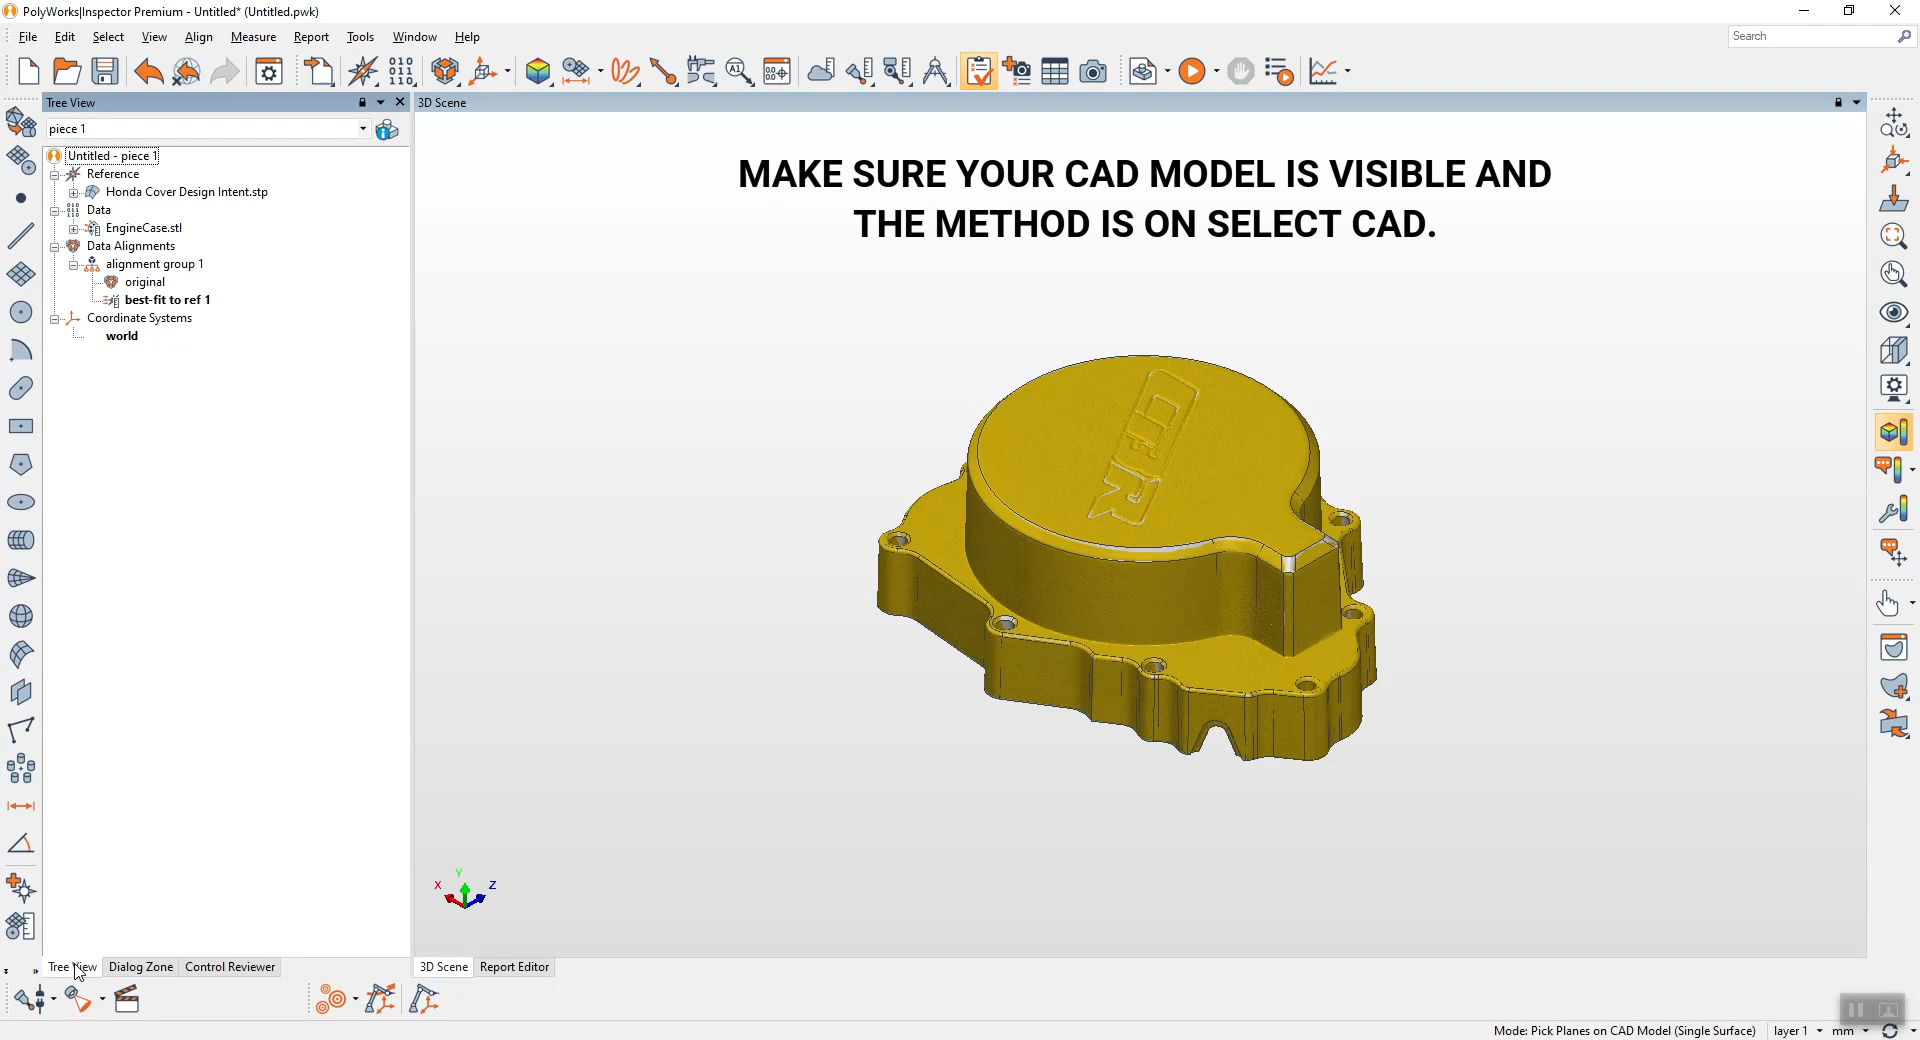 PolyWorks|Inspector Premium - Untitled* (Untitled.pwk)
File Edit Select View Align Measure Report Tools Window Help
Search
Tree View
3D Scene
piece 1
Untitled - piece 1
Reference
Honda Cover Design Intent.stp
Data
EngineCase.stl
Data Alignments
alignment group 1
original
best-fit to ref 1
Coordinate Systems
world
MAKE SURE YOUR CAD MODEL IS VISIBLE AND
THE METHOD IS ON SELECT CAD.
CBR
X Y Z
Tree View Dialog Zone Control Reviewer
3D Scene Report Editor
Mode: Pick Planes on CAD Model (Single Surface) layer 1 mm